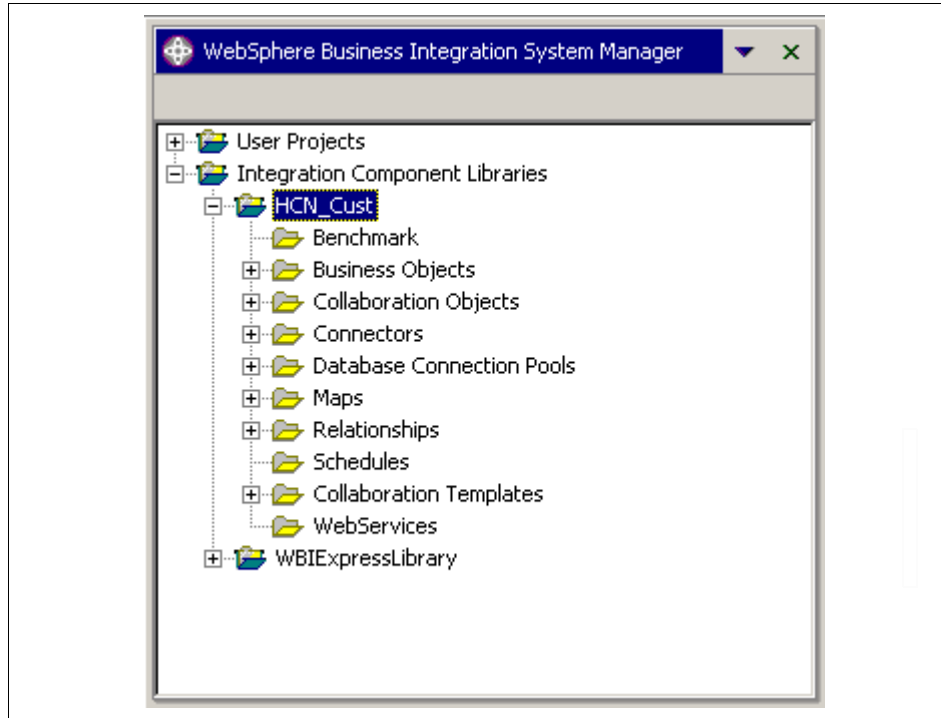 WebSphere Business Integration System Manager
User Projects
Integration Component Libraries
HCN_Cust
Benchmark
Business Objects
Collaboration Objects
Connectors
Database Connection Pools
Maps
Relationships
Schedules
Collaboration Templates
WebServices
WBIExpressLibrary